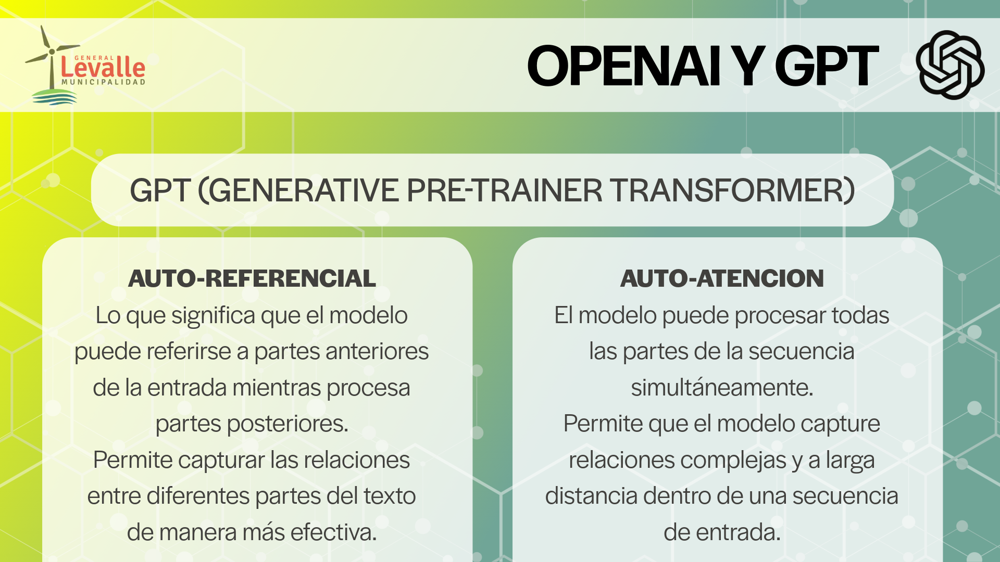 GENERAL
Levalle
MUNICIPALIDAD
OPENAI Y GPT
GPT (GENERATIVE PRE-TRAINER TRANSFORMER)
AUTO-REFERENCIAL
Lo que significa que el modelo
puede referirse a partes anteriores
de la entrada mientras procesa
partes posteriores.
Permite capturar las relaciones
entre diferentes partes del texto
de manera más efectiva.
AUTO-ATENCION
El modelo puede procesar todas
las partes de la secuencia
simultáneamente.
Permite que el modelo capture
relaciones complejas y a larga
distancia dentro de una secuencia
de entrada.